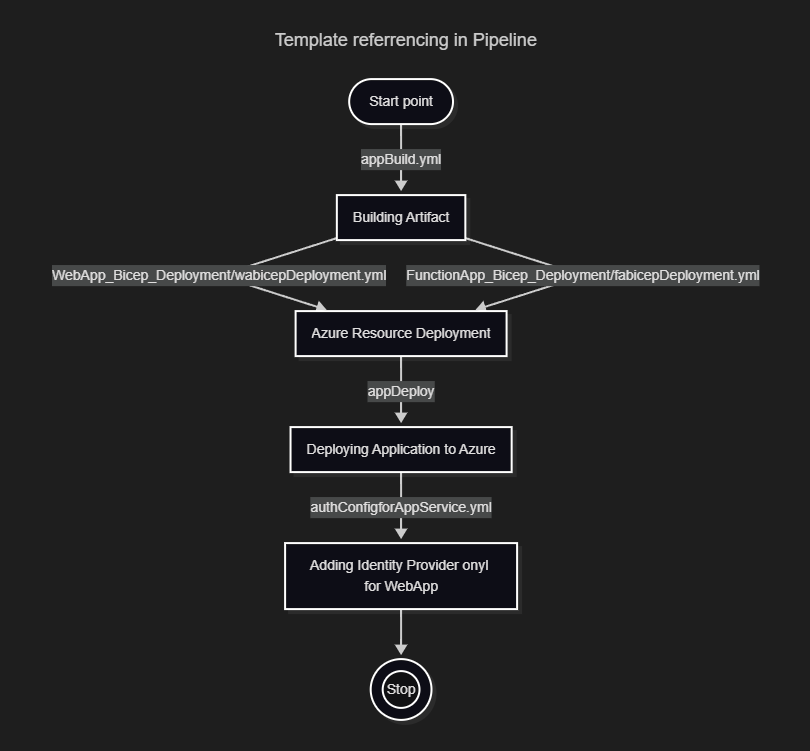 Template referrencing in Pipeline
Start point
appBuild.yml
Building Artifact
WebApp_Bicep_Deployment/wabicepDeployment.yml
FunctionApp_Bicep_Deployment/fabicepDeployment.yml
Azure Resource Deployment
appDeploy
Deploying Application to Azure
authConfigforAppService.yml
Adding Identity Provider onyl
for WebApp
Stop